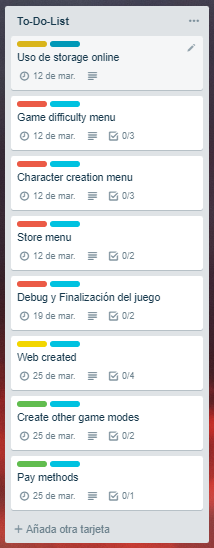 To-Do-List
Uso de storage online
12 de mar.
Game difficulty menu
12 de mar. 0/3
Character creation menu
12 de mar. 0/3
Store menu
12 de mar. 0/2
Debug y Finalización del juego
19 de mar. 0/2
Web created
25 de mar. 0/4
Create other game modes
25 de mar. 0/2
Pay methods
25 de mar. 0/1
+ Añada otra tarjeta